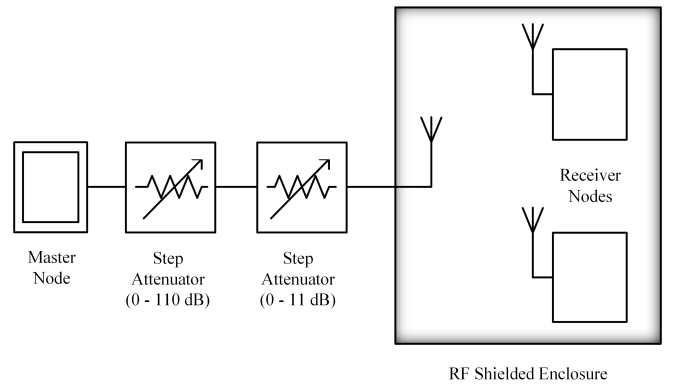 Master
Node
Step
Attenuator
(0 - 110 dB)
Step
Attenuator
(0 - 11 dB)
Receiver
Nodes
RF Shielded Enclosure